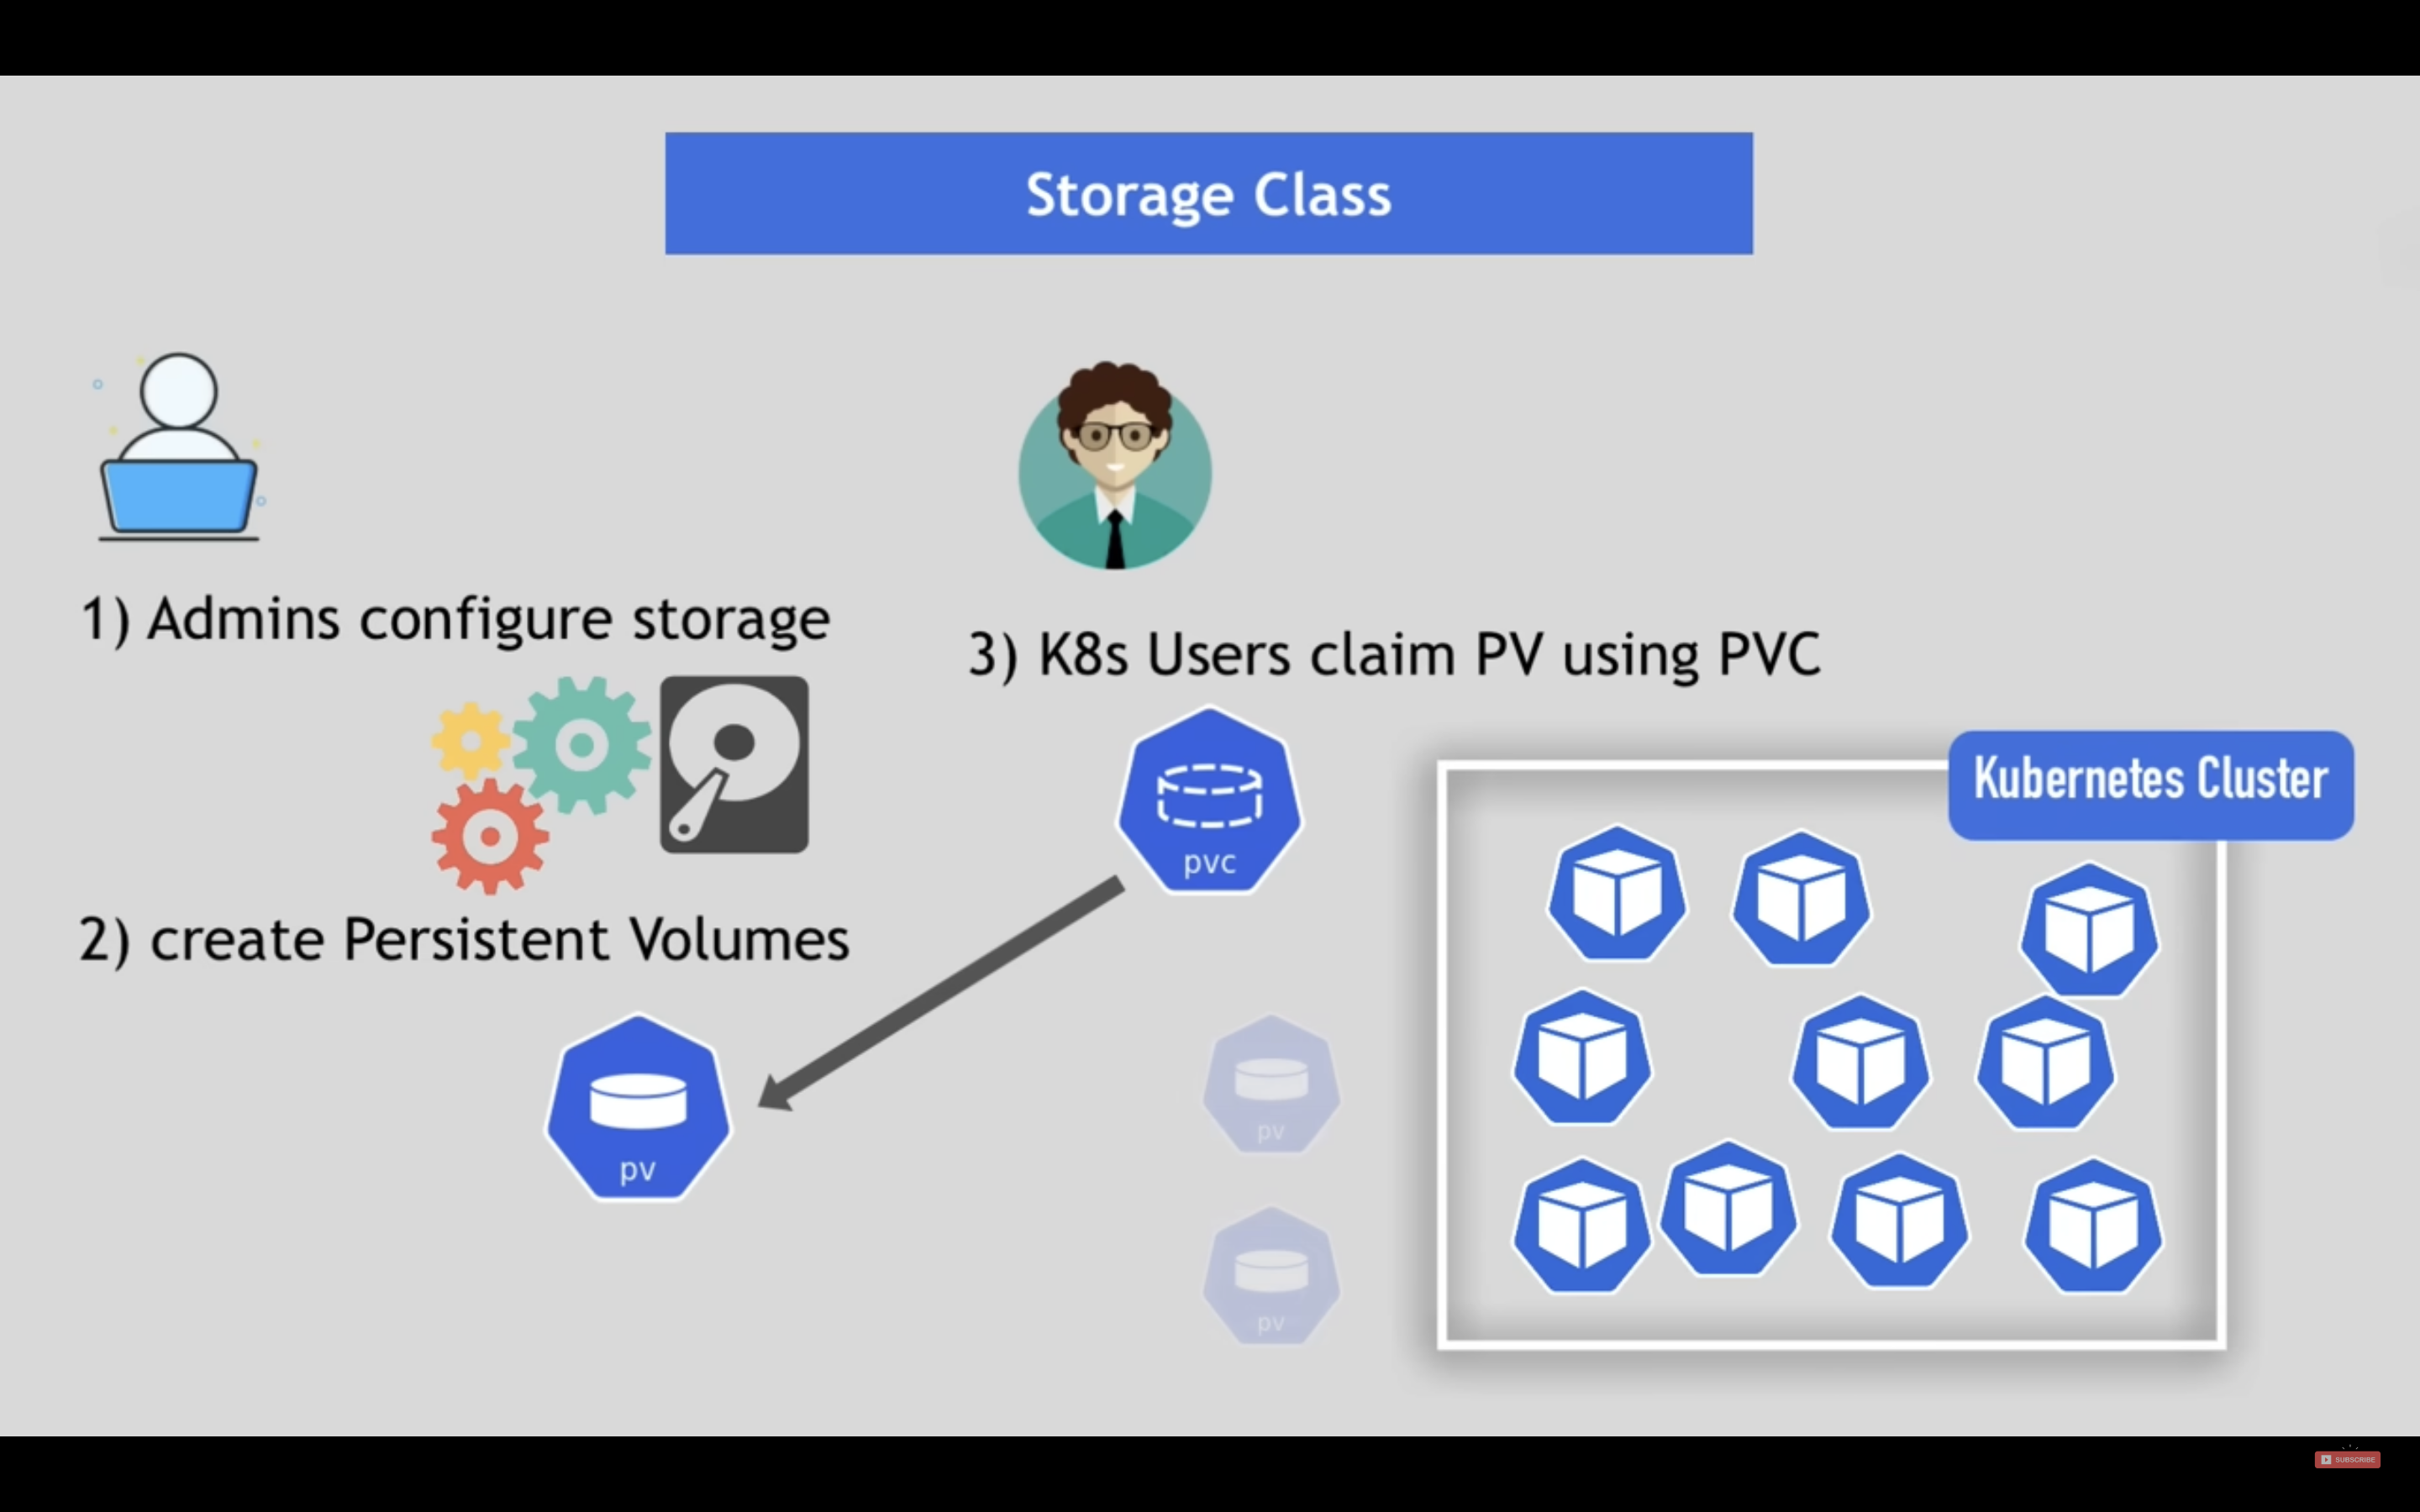 Storage Class
1) Admins configure storage
2) create Persistent Volumes
pv
3) K8s Users claim PV using PVC
pvc
pv
pv
Kubernetes Cluster
SUBSCRIBE